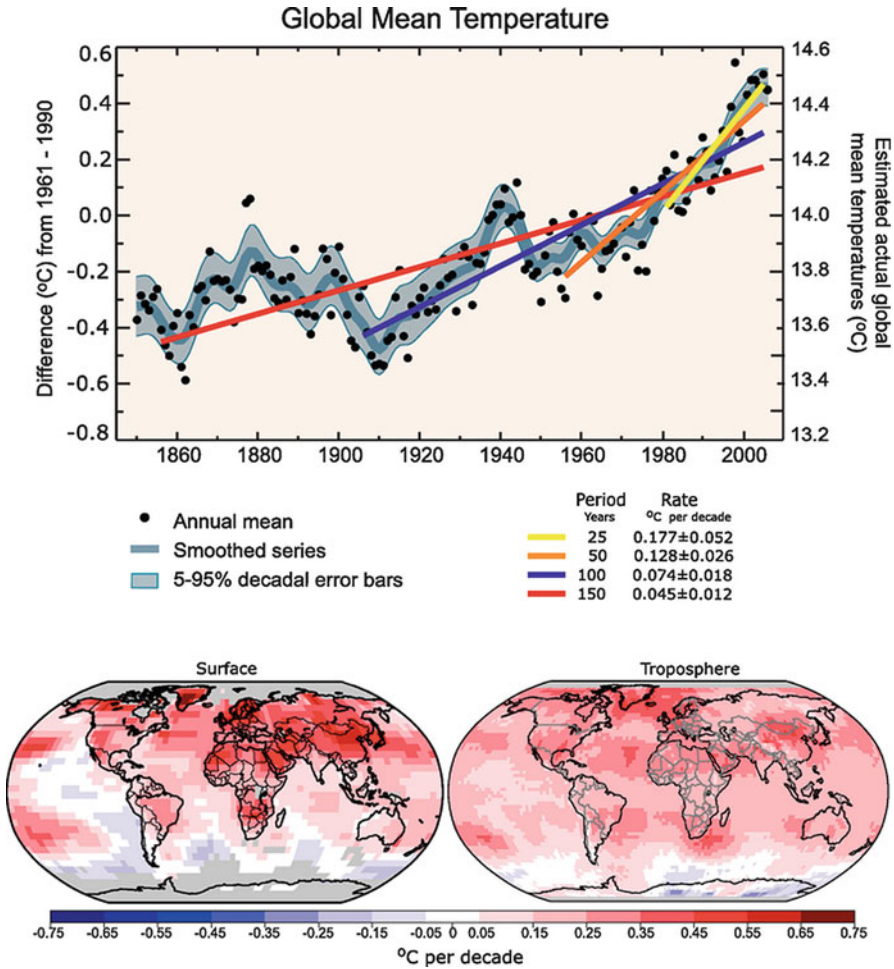 Global Mean Temperature
Difference (ºC) from 1961 - 1990
0.6
0.4
0.2
0.0
-0.2
-0.4
-0.6
-0.8
14.6
14.4
14.2
14.0
13.8
13.6
13.4
13.2
Estimated actual global
mean temperatures (ºC)
1860 1880 1900 1920 1940 1960 1980 2000
Annual mean
Smoothed series
5-95% decadal error bars
Period Rate
Years ºC per decade
25 0.177±0.052
50 0.128±0.026
100 0.074±0.018
150 0.045±0.012
Surface Troposphere
-0.75 -0.65 -0.55 -0.45 -0.35 -0.25 -0.15 -0.05 0 0.05 0.15 0.25 0.35 0.45 0.55 0.65 0.75
ºC per decade